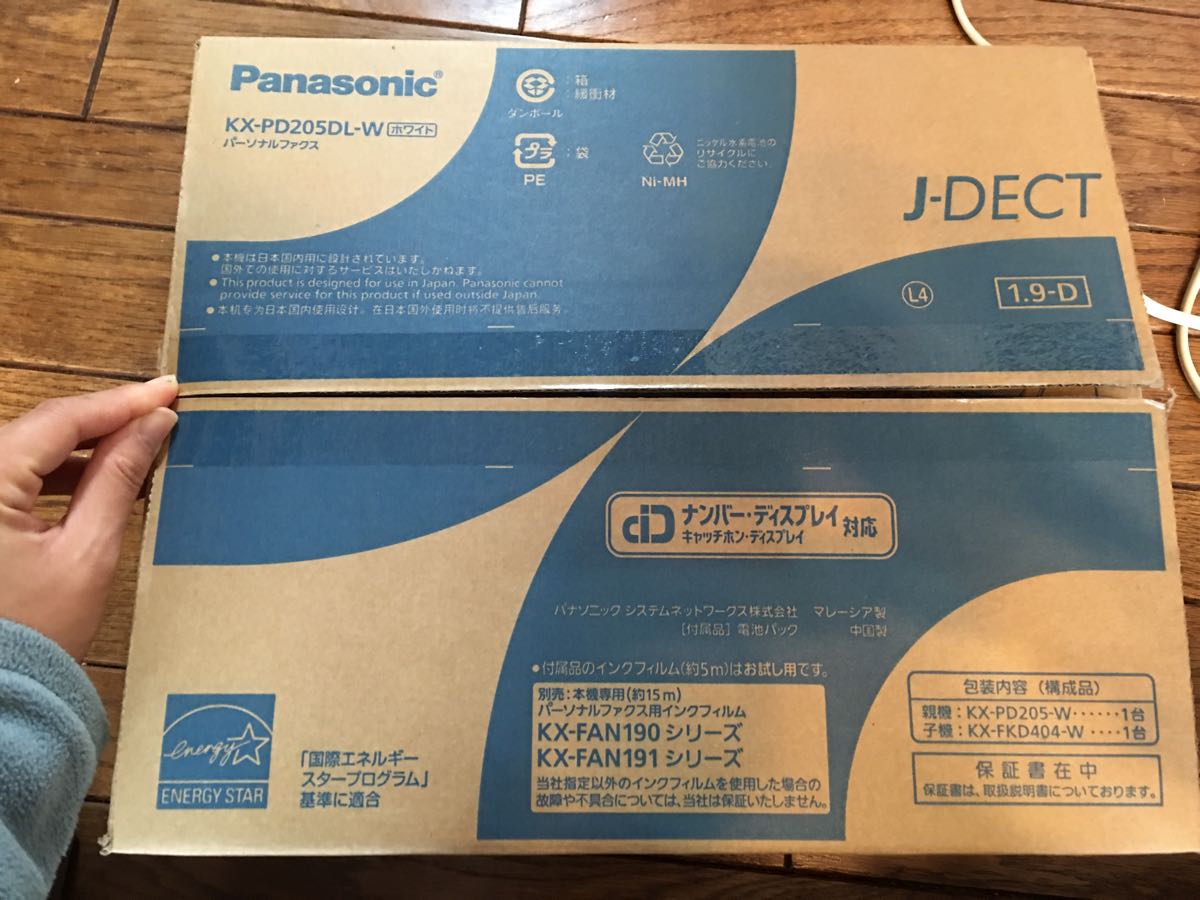 Panasonic®
KX-PD205DL-W ホワイト
パーソナルファクス
ダンボール
：箱
：緩衝材
プラ
：袋
PE
Ni-MH
ニッケル水素電池の
リサイクルに
ご協力ください。
J-DECT
●本機は日本国内用に設計されています。
国外での使用に対するサービスはいたしかねます。
●This product is designed for use in Japan. Panasonic cannot
provide service for this product if used outside Japan.
●本机专为日本国内使用设计。在日本国外使用时将不提供售后服务。
L4
1.9-D
ナンバー・ディスプレイ
キャッチホン・ディスプレイ
対応
パナソニック システムネットワークス株式会社 マレーシア製
［付属品］電池パック 中国製
●付属品のインクフィルム（約5m）はお試し用です。
別売：本機専用（約15m）
パーソナルファクス用インクフィルム
KX-FAN190 シリーズ
KX-FAN191 シリーズ
当社指定以外のインクフィルムを使用した場合の
故障や不具合については、当社は保証いたしません。
energy
ENERGY STAR
「国際エネルギー
スタープログラム」
基準に適合
包装内容（構成品）
親機：KX-PD205-W・・・・・・1台
子機：KX-FKD404-W ・・・・1台
保証書在中
保証書は、取扱説明書についております。